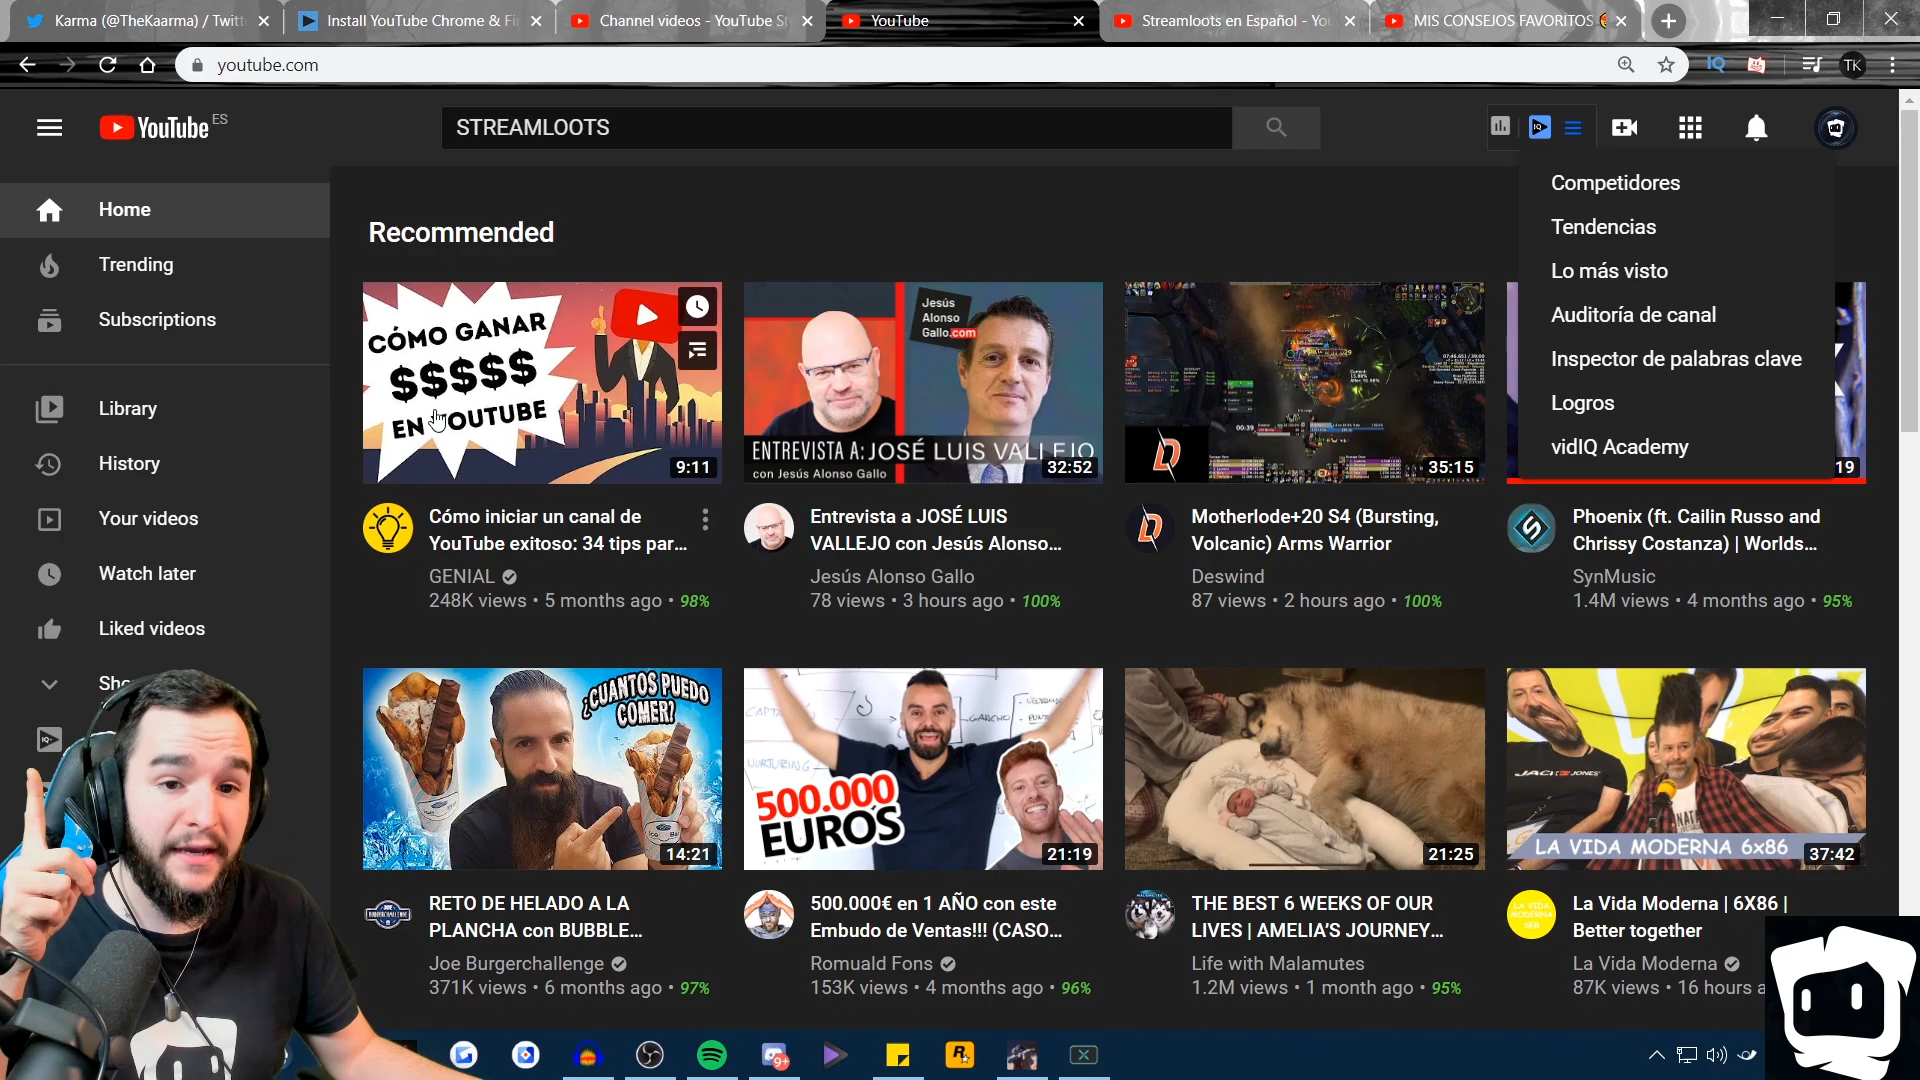 Karma (@TheKaarma) / Twitt
Install YouTube Chrome & Fi
Channel videos - YouTube S
YouTube
Streamloots en Español - Yo
MIS CONSEJOS FAVORITOS
youtube.com
IQ
TK
YouTube ES
STREAMLOOTS
Home
Trending
Subscriptions
Library
History
Your videos
Watch later
Liked videos
Sho
Competidores
Tendencias
Lo más visto
Auditoría de canal
Inspector de palabras clave
Logros
vidIQ Academy
Recommended
CÓMO GANAR
$$$$$
EN YOUTUBE
9:11
Jesús
Alonso
Gallo.com
ENTREVISTA A: JOSÉ LUIS VALLEJO
con Jesús Alonso Gallo
32:52
35:15
19
Cómo iniciar un canal de
YouTube exitoso: 34 tips par...
GENIAL
248K views • 5 months ago • 98%
Entrevista a JOSÉ LUIS
VALLEJO con Jesús Alonso...
Jesús Alonso Gallo
78 views • 3 hours ago • 100%
Motherlode+20 S4 (Bursting,
Volcanic) Arms Warrior
Deswind
87 views • 2 hours ago • 100%
Phoenix (ft. Cailin Russo and
Chrissy Costanza) | Worlds...
SynMusic
1.4M views • 4 months ago • 95%
¿CUANTOS PUEDO
COMER?
14:21
GANCHO
NURTURING
500.000
EUROS
21:19
21:25
JACK JONES
LA VIDA MODERNA 6x86
37:42
RETO DE HELADO A LA
PLANCHA con BUBBLE...
Joe Burgerchallenge
371K views • 6 months ago • 97%
500.000€ en 1 AÑO con este
Embudo de Ventas!!! (CASO...
Romuald Fons
153K views • 4 months ago • 96%
THE BEST 6 WEEKS OF OUR
LIVES | AMELIA'S JOURNEY...
Life with Malamutes
1.2M views • 1 month ago • 95%
La Vida Moderna | 6X86 |
Better together
La Vida Moderna
87K views • 16 hours a
9+